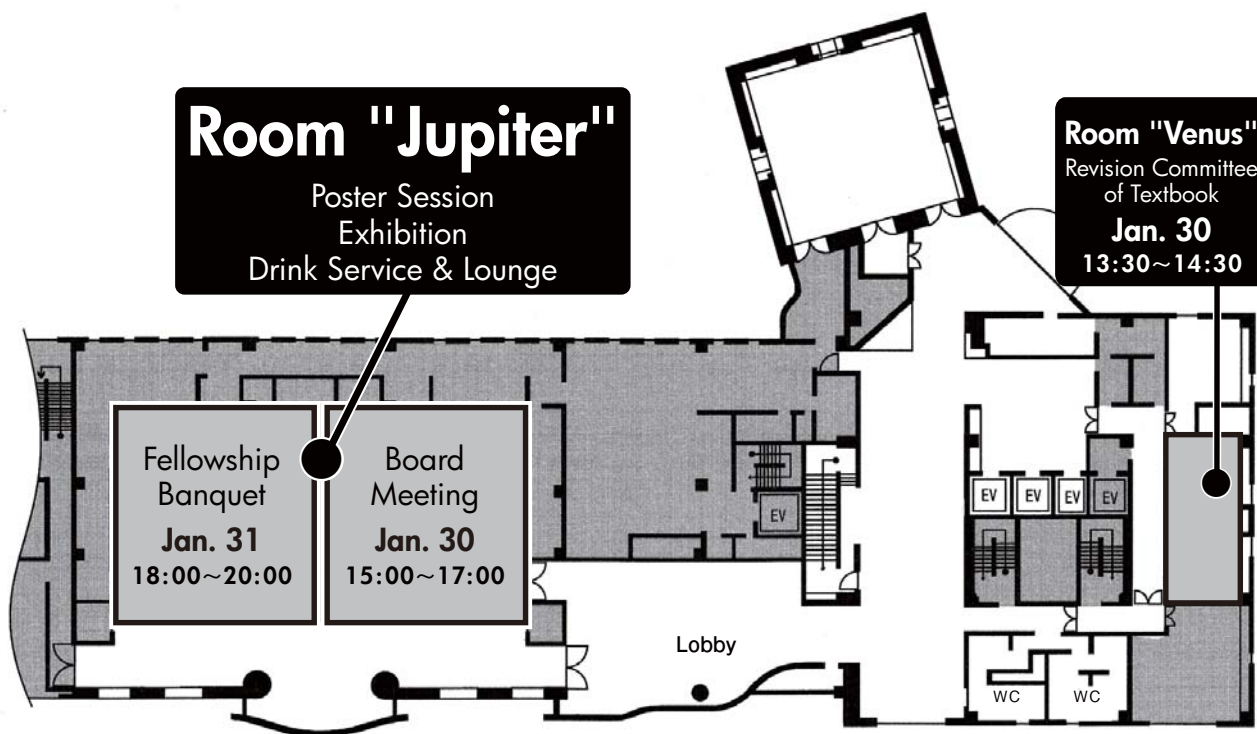 Room "Jupiter"
Poster Session
Exhibition
Drink Service & Lounge
Room "Venus"
Revision Committee
of Textbook
Jan. 30
13:30~14:30
Fellowship
Banquet
Jan. 31
18:00~20:00
Board
Meeting
Jan. 30
15:00~17:00
EV
EV
EV
EV
EV
Lobby
WC
WC